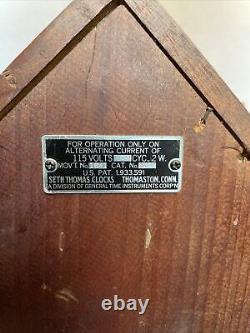 FOR OPERATION ONLY ON
ALTERNATING CURRENT OF
115 VOLTS CYC., 2 W.
MOV'T. No. CAT. No.
U.S. PAT. 1,933,591
SETH THOMAS CLOCKS THOMASTON, CONN.
A DIVISION OF GENERAL TIME INSTRUMENTS CORP'N